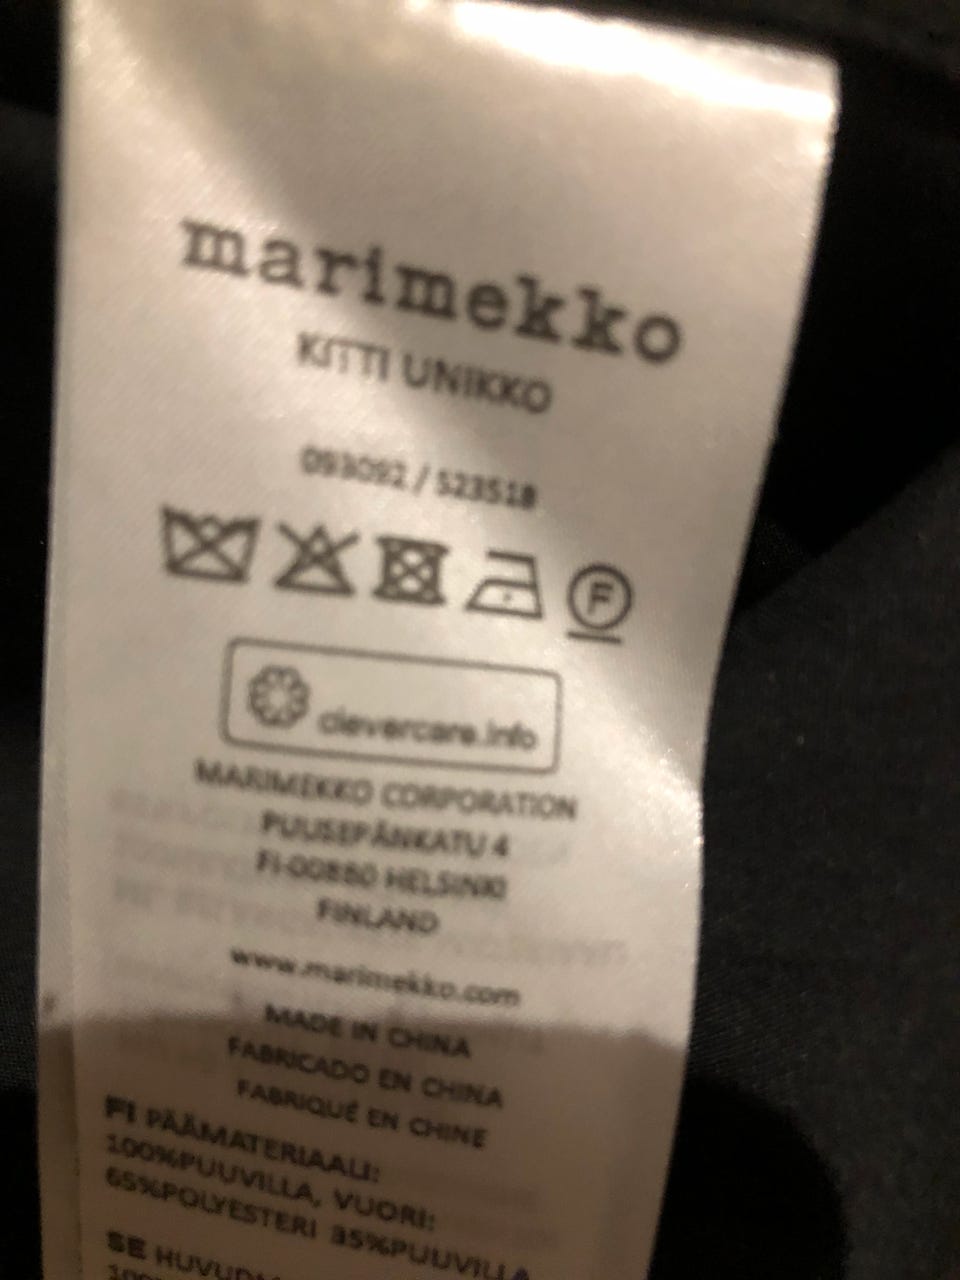 marimekko
KITTI UNIKKO
093092 / 523518
F
clevercare.info
MARIMEKKO CORPORATION
PUUSEPÄNKATU 4
FI-00880 HELSINKI
FINLAND
www.marimekko.com
MADE IN CHINA
FABRICADO EN CHINA
FABRIQUÉ EN CHINE
FI PÄÄMATERIAALI:
100%PUUVILLA, VUORI:
65%POLYESTERI 35%PUUVILLA
SE